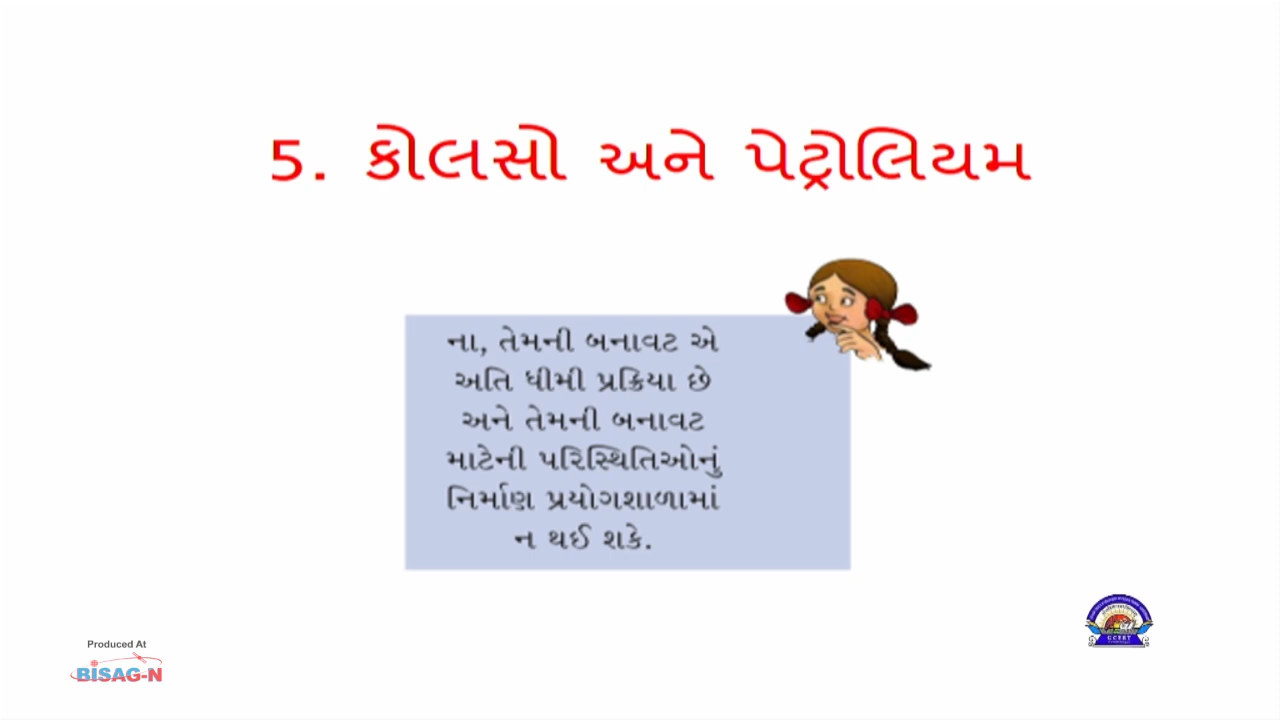 5. કોલસો અને પેટ્રોલિયમ
ના, તેમની બનાવટ એ
અતિ ધીમી પ્રક્રિયા છે
અને તેમની બનાવટ
માટેની પરિસ્થિતિઓનું
નિર્માણ પ્રયોગશાળામાં
ન થઈ શકે.
Produced At
BISAG-N
GCERT